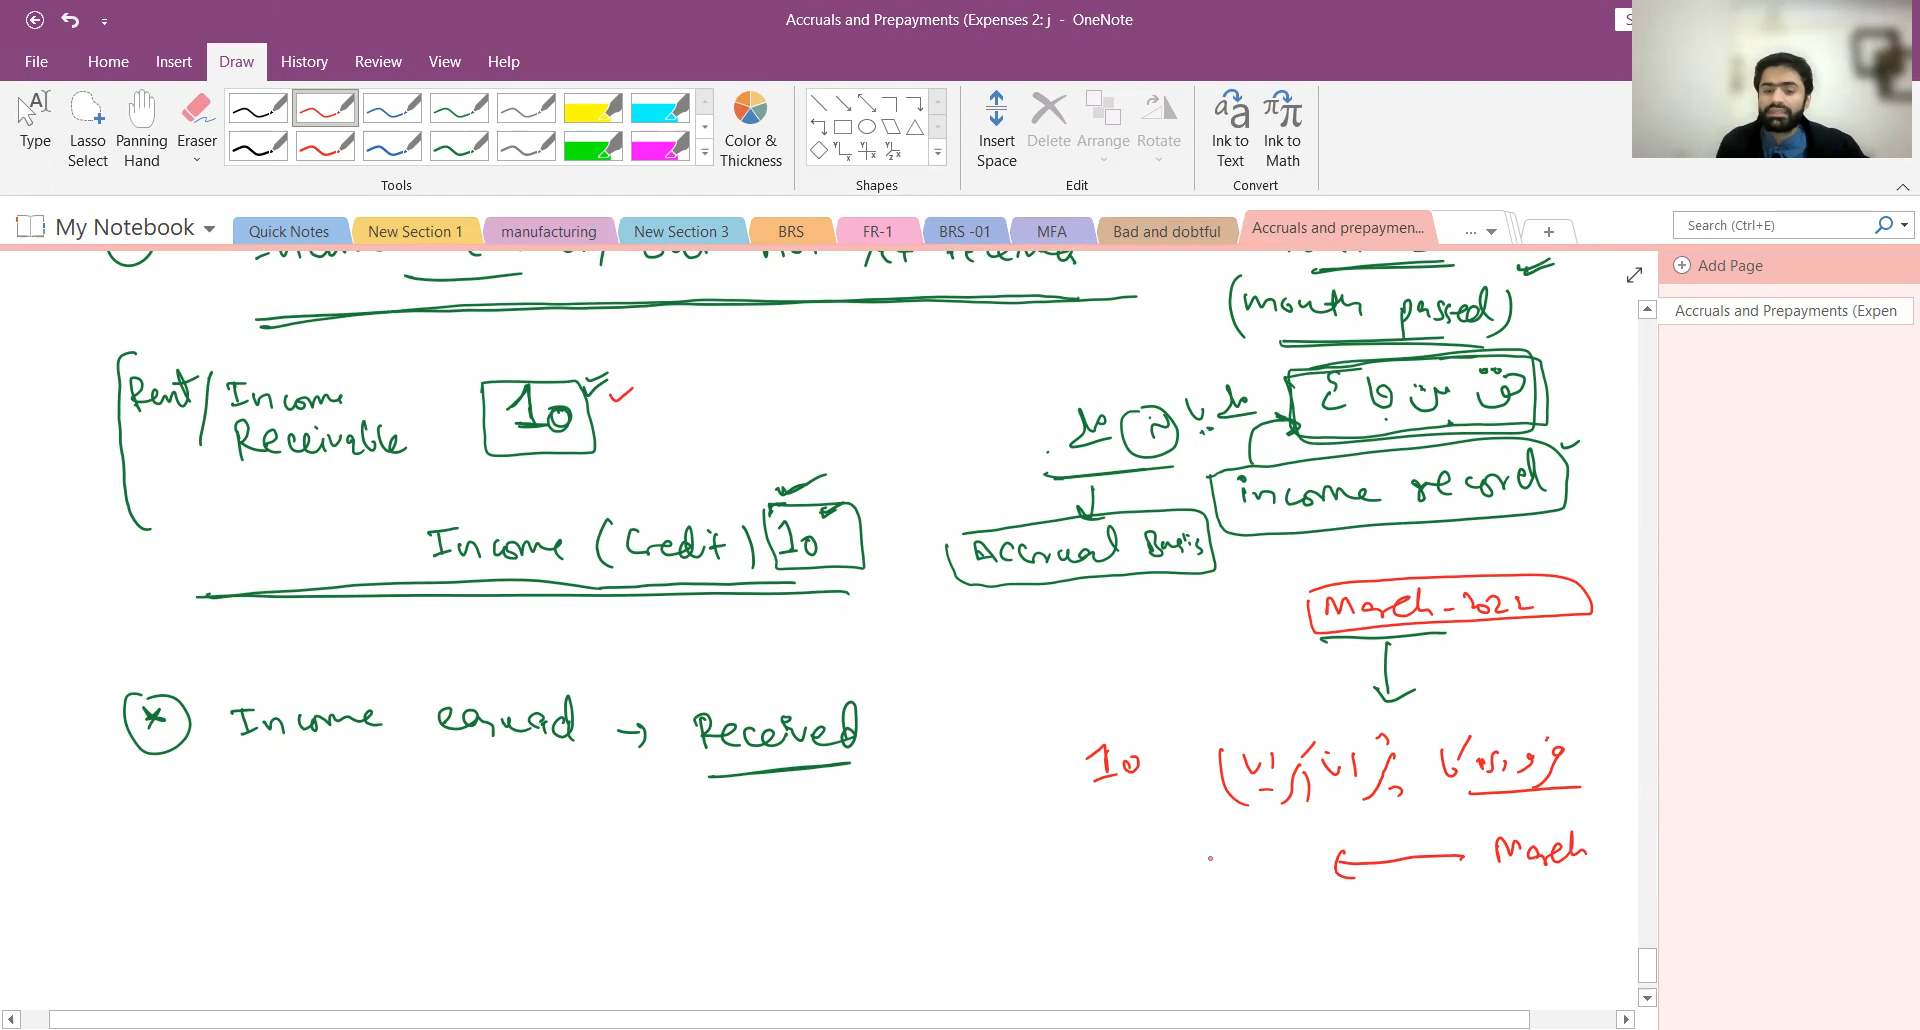 Accruals and Prepayments (Expenses 2: j - OneNote
File Home Insert Draw History Review View Help
Type
Lasso Select
Panning Hand
Eraser
Color & Thickness
Insert Space
Delete
Arrange
Rotate
Ink to Text
Ink to Math
Tools
Shapes
Edit
Convert
My Notebook
Quick Notes
New Section 1
manufacturing
New Section 3
BRS
FR-1
BRS -01
MFA
Bad and dobtful
Accruals and prepaymen...
...
Search (Ctrl+E)
Add Page
Accruals and Prepayments (Expen
but not yet received
(month passed)
Rent / Income Receivable 10
income record
Income (Credit) 10
Accrual Basis
March - 2022
* Income earned → Received
10
March